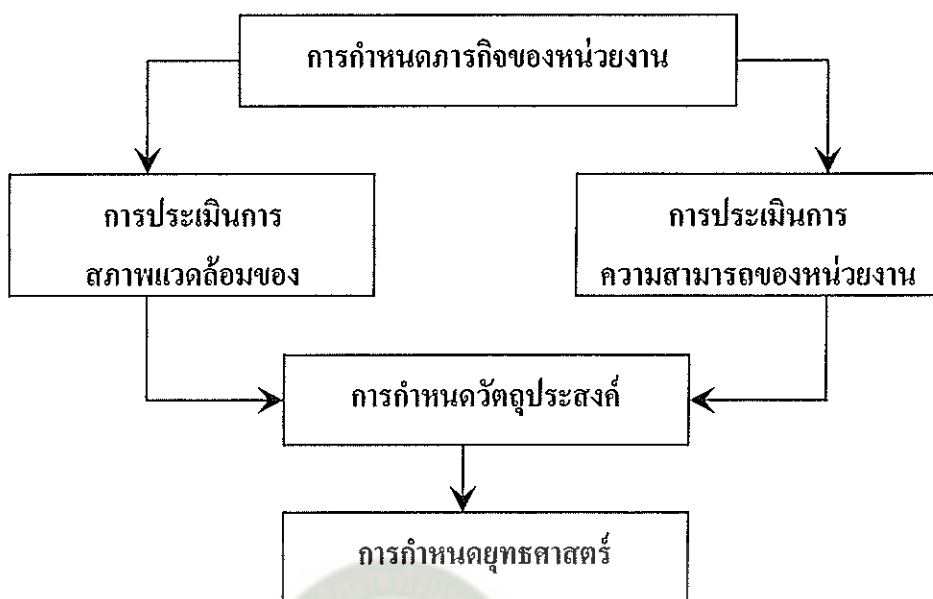 การกำหนดภารกิจของหน่วยงาน
การประเมินการ
สภาพแวดล้อมของ
การประเมินการ
ความสามารถของหน่วยงาน
การกำหนดวัตถุประสงค์
การกำหนดยุทธศาสตร์